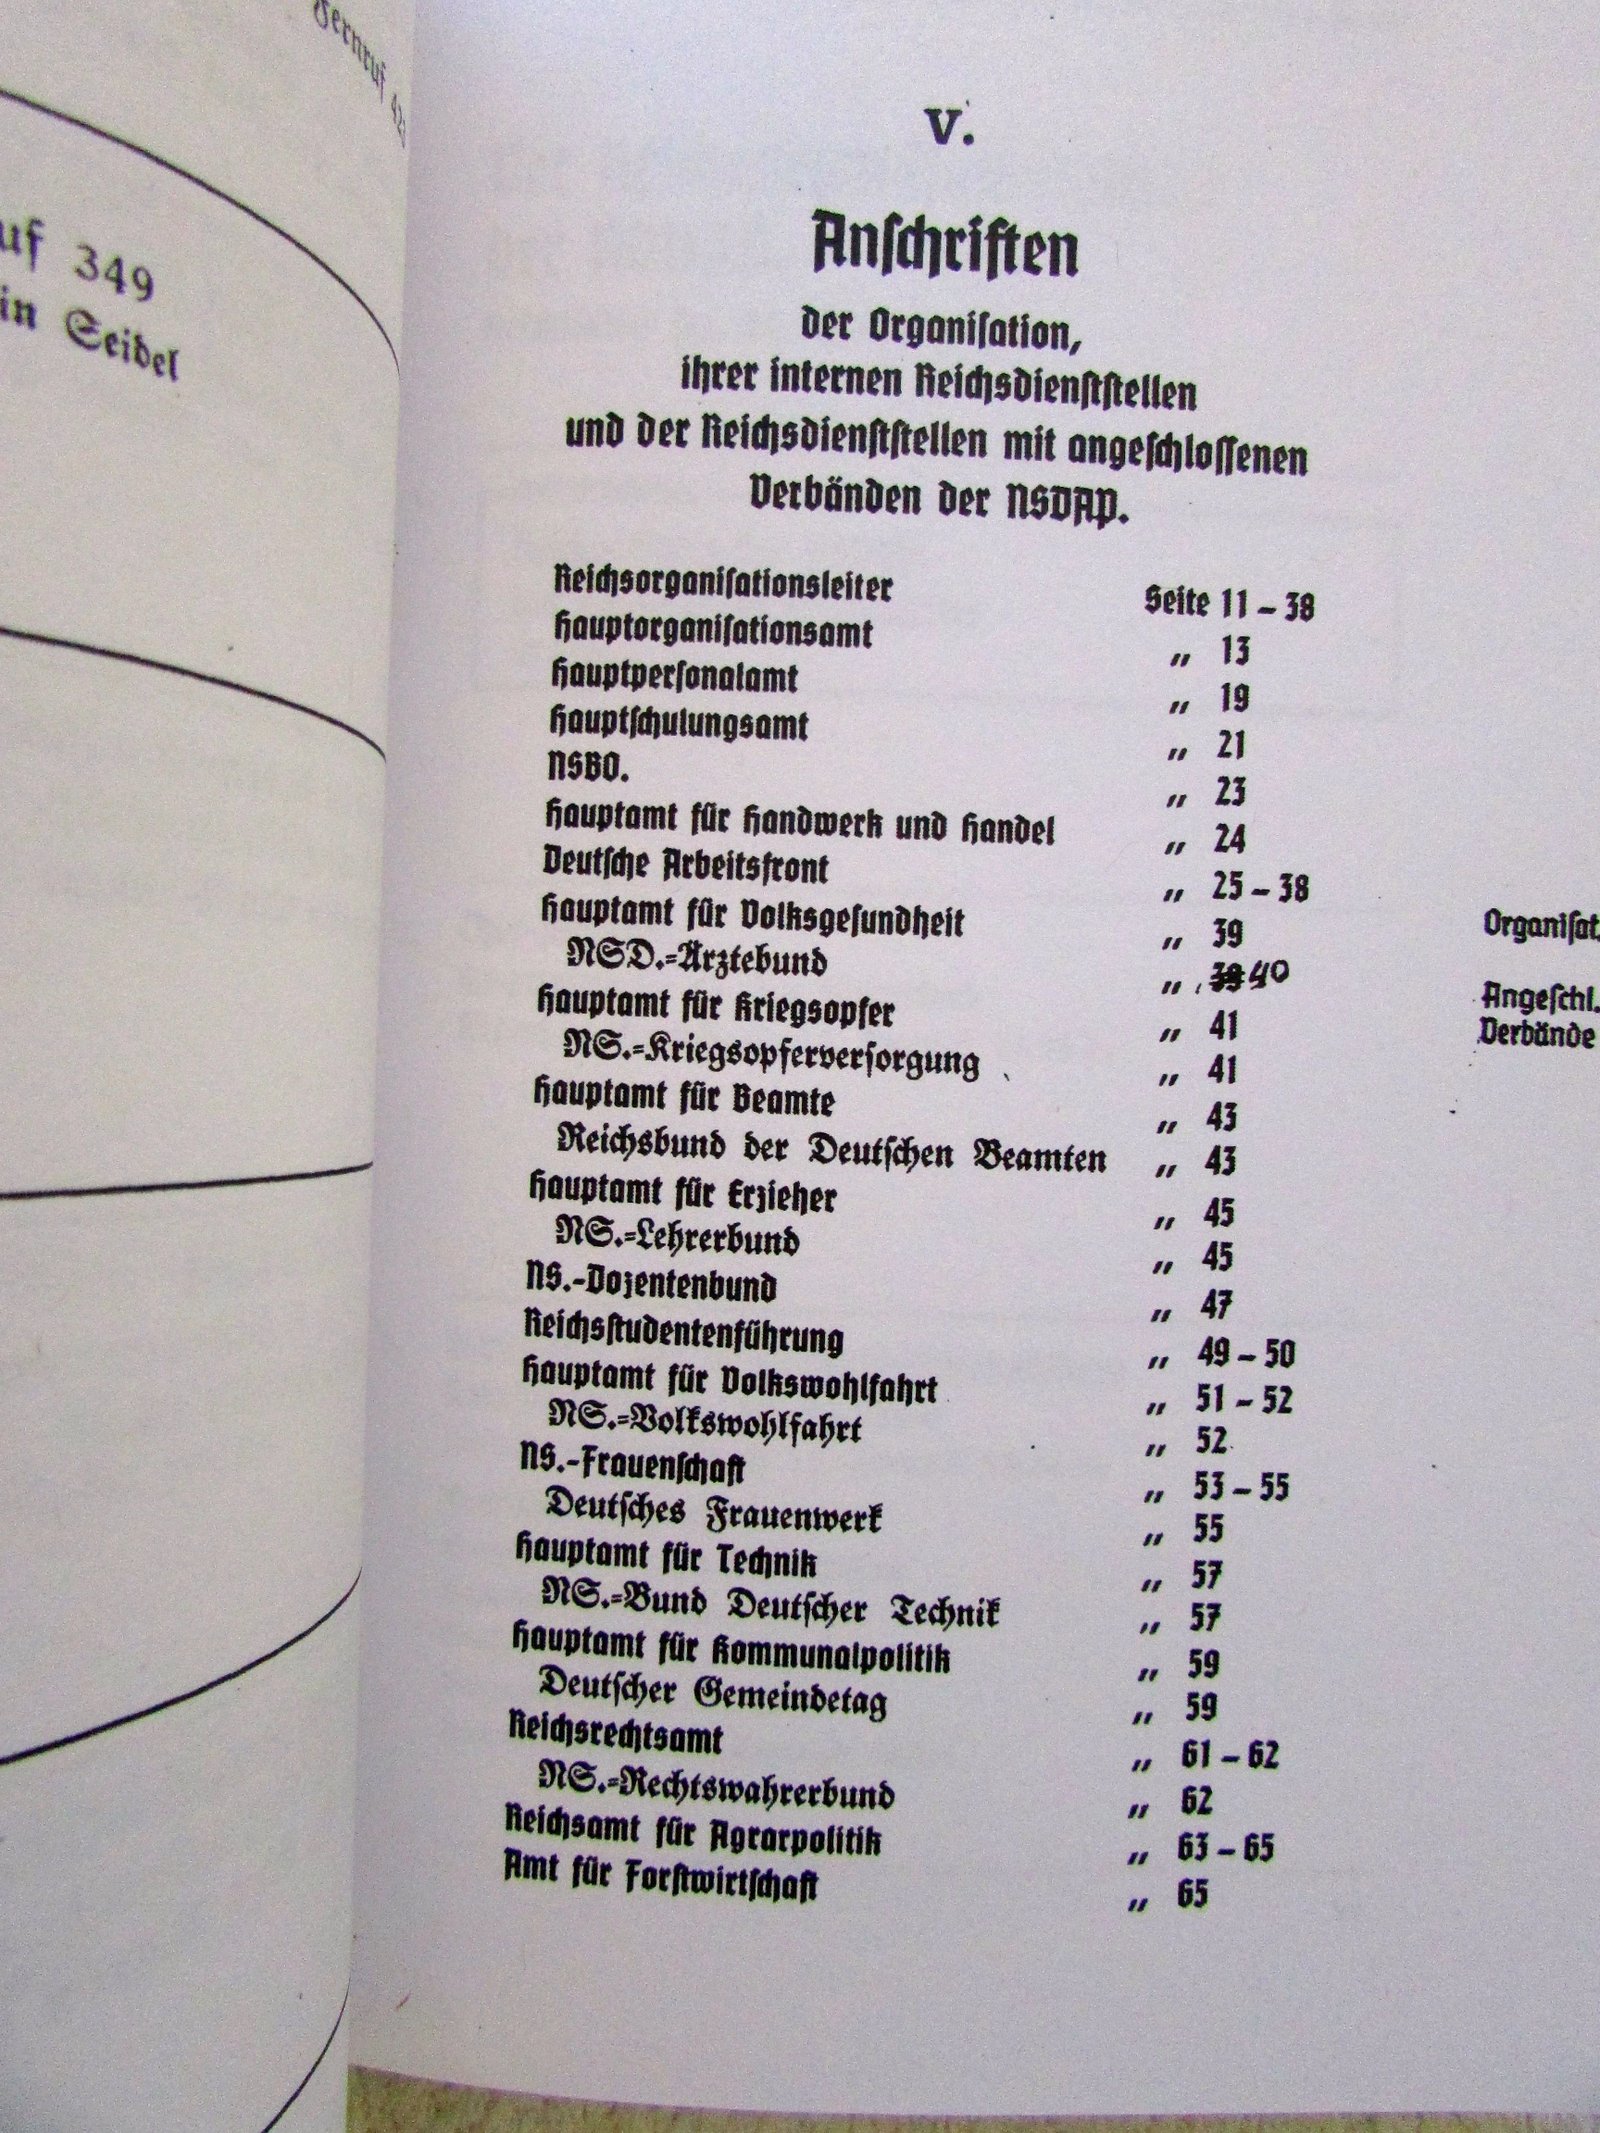 Fernruf 423
uf 349
in Seidel
V.
Anschriften
der Organisation,
ihrer internen Reichsdienststellen
und der Reichsdienststellen mit angeschlossenen
Verbänden der NSDAP.
Reichsorganisationsleiter Seite 11 – 38
Hauptorganisationsamt „ 13
Hauptpersonalamt „ 19
Hauptschulungsamt „ 21
NSBO. „ 23
Hauptamt für Handwerk und Handel „ 24
Deutsche Arbeitsfront „ 25 – 38
Hauptamt für Volksgesundheit „ 39
NSD.-Ärztebund „ 39 40
Hauptamt für Kriegsopfer „ 41
NS.-Kriegsopferversorgung „ 41
Hauptamt für Beamte „ 43
Reichsbund der Deutschen Beamten „ 43
Hauptamt für Erzieher „ 45
NS.-Lehrerbund „ 45
NS.-Dozentenbund „ 47
Reichsstudentenführung „ 49 – 50
Hauptamt für Volkswohlfahrt „ 51 – 52
NS.-Volkswohlfahrt „ 52
NS.-Frauenschaft „ 53 – 55
Deutsches Frauenwerk „ 55
Hauptamt für Technik „ 57
NS.-Bund Deutscher Technik „ 57
Hauptamt für Kommunalpolitik „ 59
Deutscher Gemeindetag „ 59
Reichsrechtsamt „ 61 – 62
NS.-Rechtswahrerbund „ 62
Reichsamt für Agrarpolitik „ 63 – 65
Amt für Forstwirtschaft „ 65
Organisat.
Angeschl.
Verbände